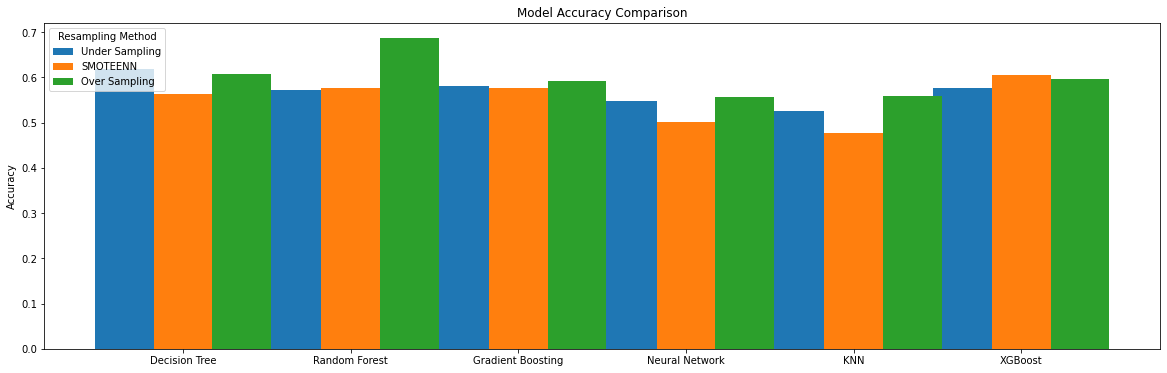 Model Accuracy Comparison
Resampling Method
Under Sampling
SMOTEENN
Over Sampling
Accuracy
0.7
0.6
0.5
0.4
0.3
0.2
0.1
0.0
Decision Tree
Random Forest
Gradient Boosting
Neural Network
KNN
XGBoost